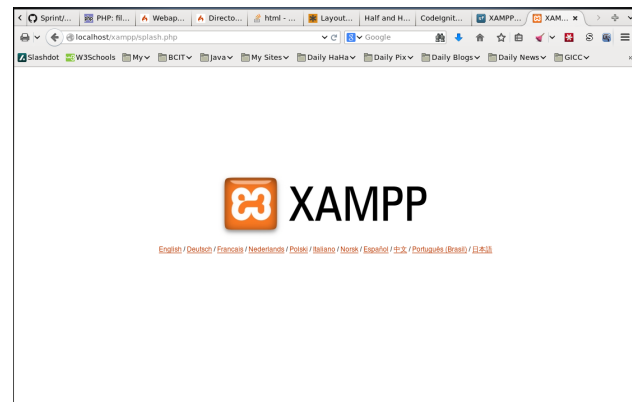 Sprint/... PHP: fil... Webap... Directo... html - ... Layout... Half and H... CodeIgnit... XAMPP... XAM... ×
localhost/xampp/splash.php Google
Slashdot W3Schools My BCIT Java My Sites Daily HaHa Daily Pix Daily Blogs Daily News GICC »
XAMPP
English / Deutsch / Francais / Nederlands / Polski / Italiano / Norsk / Español / 中文 / Português (Brasil) / 日本語